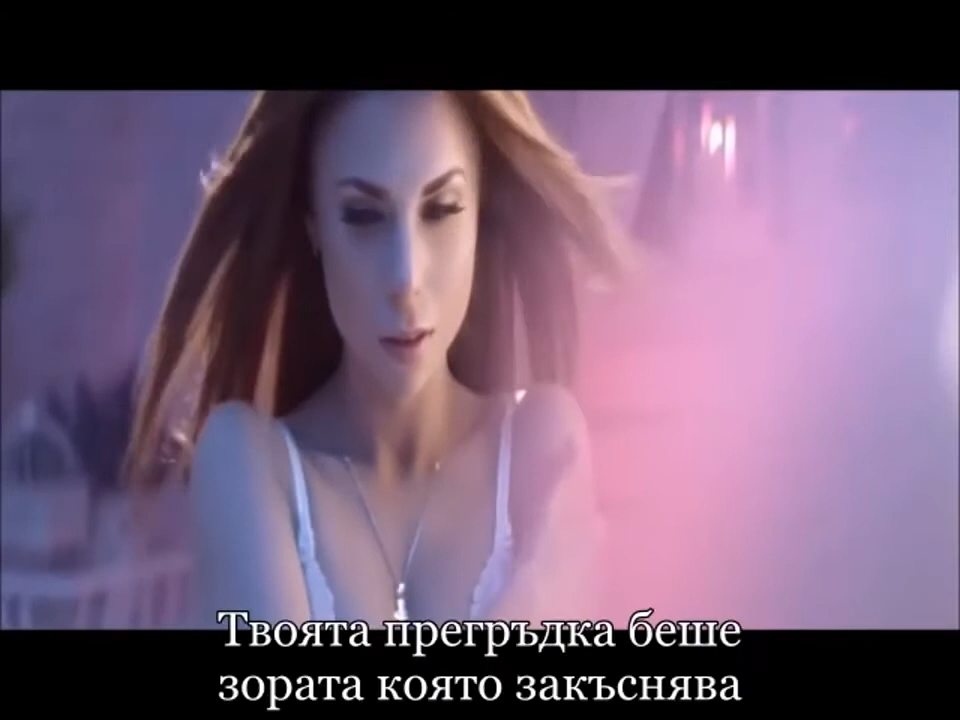 Твоята прегръдка беше
зората която закъснява